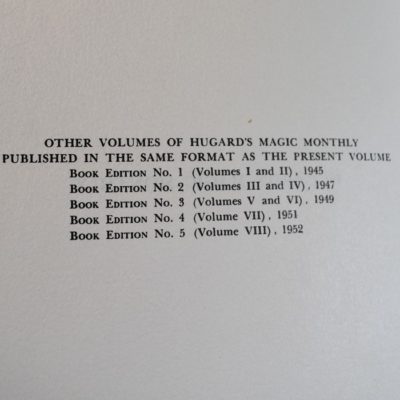 OTHER VOLUMES OF HUGARD'S MAGIC MONTHLY
PUBLISHED IN THE SAME FORMAT AS THE PRESENT VOLUME
BOOK EDITION NO. 1 (Volumes I and II), 1945
BOOK EDITION NO. 2 (Volumes III and IV), 1947
BOOK EDITION NO. 3 (Volumes V and VI), 1949
BOOK EDITION NO. 4 (Volume VII), 1951
BOOK EDITION NO. 5 (Volume VIII), 1952